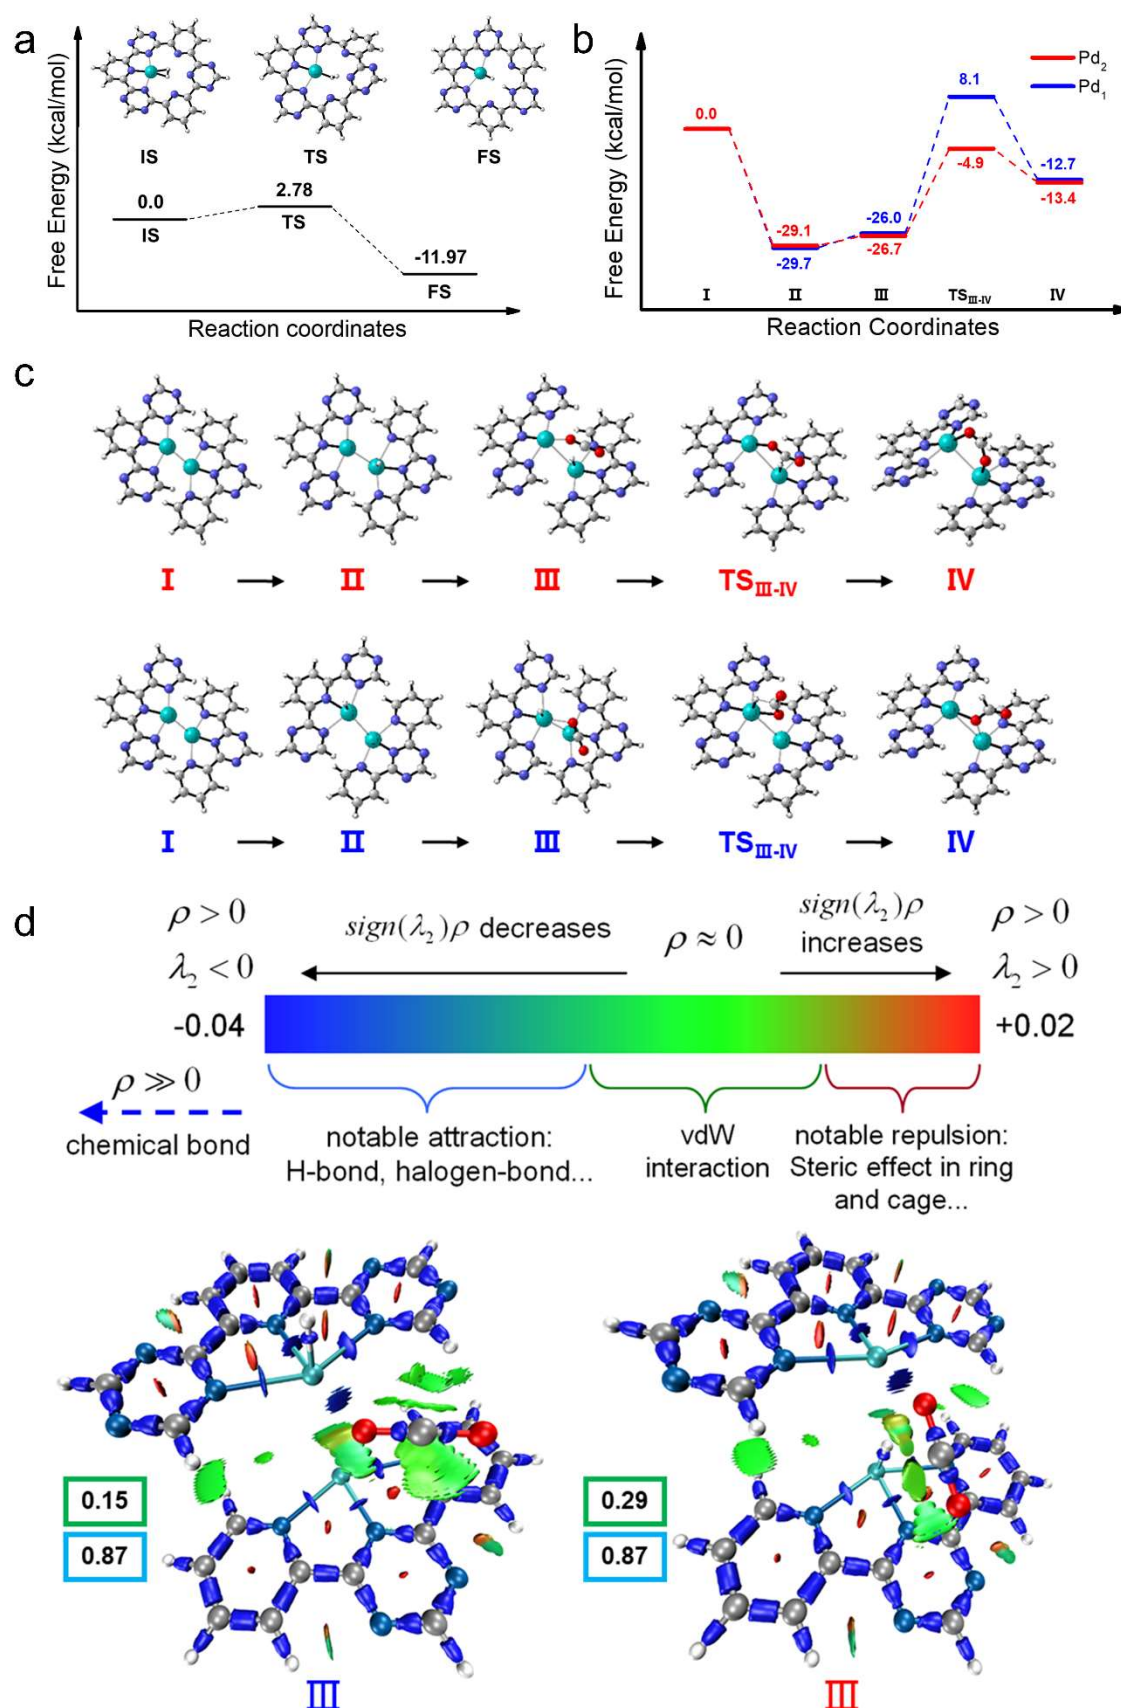 a
Free Energy (kcal/mol)
IS
TS
FS
0.0
IS
2.78
TS
-11.97
FS
Reaction coordinates
b
Free Energy (kcal/mol)
Pd2
Pd1
0.0
8.1
-4.9
-12.7
-13.4
-29.1
-29.7
-26.0
-26.7
I
II
III
TSIII-IV
IV
Reaction Coordinates
c
I
II
III
TSIII-IV
IV
I
II
III
TSIII-IV
IV
d
ρ > 0
λ2 < 0
sign(λ2)ρ decreases
ρ ≈ 0
sign(λ2)ρ
increases
ρ > 0
λ2 > 0
-0.04
+0.02
ρ ≫ 0
chemical bond
notable attraction:
H-bond, halogen-bond...
vdW
interaction
notable repulsion:
Steric effect in ring
and cage...
0.15
0.87
III
0.29
0.87
III